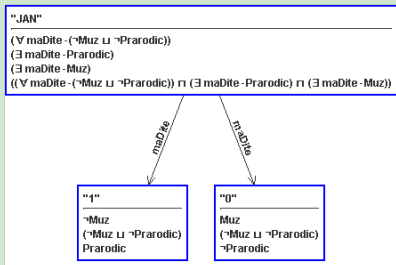 "JAN"
(∀ maDite-(¬Muz ⊔ ¬Prarodic))
(∃ maDite-Prarodic)
(∃ maDite-Muz)
((∀ maDite-(¬Muz ⊔ ¬Prarodic)) ⊓ (∃ maDite-Prarodic) ⊓ (∃ maDite-Muz))
maDite
maDite
"1"
¬Muz
(¬Muz ⊔ ¬Prarodic)
Prarodic
"0"
Muz
(¬Muz ⊔ ¬Prarodic)
¬Prarodic